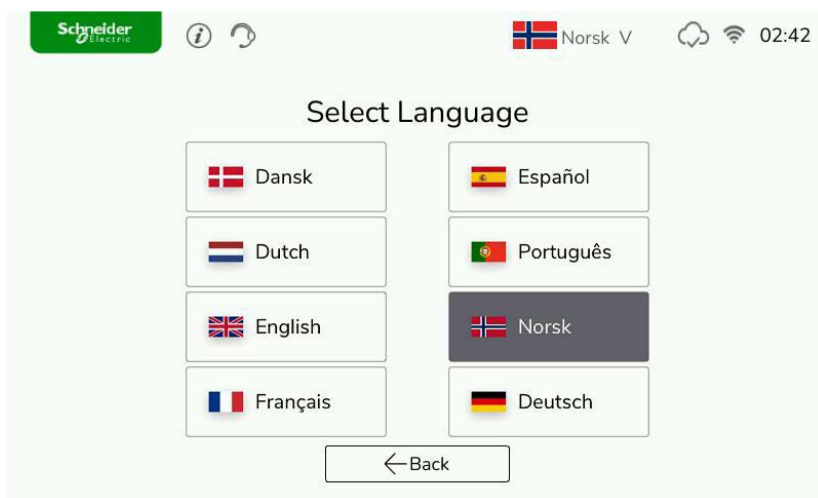 Schneider
Electric
Norsk V
02:42
Select Language
Dansk
Español
Dutch
Português
English
Norsk
Français
Deutsch
Back